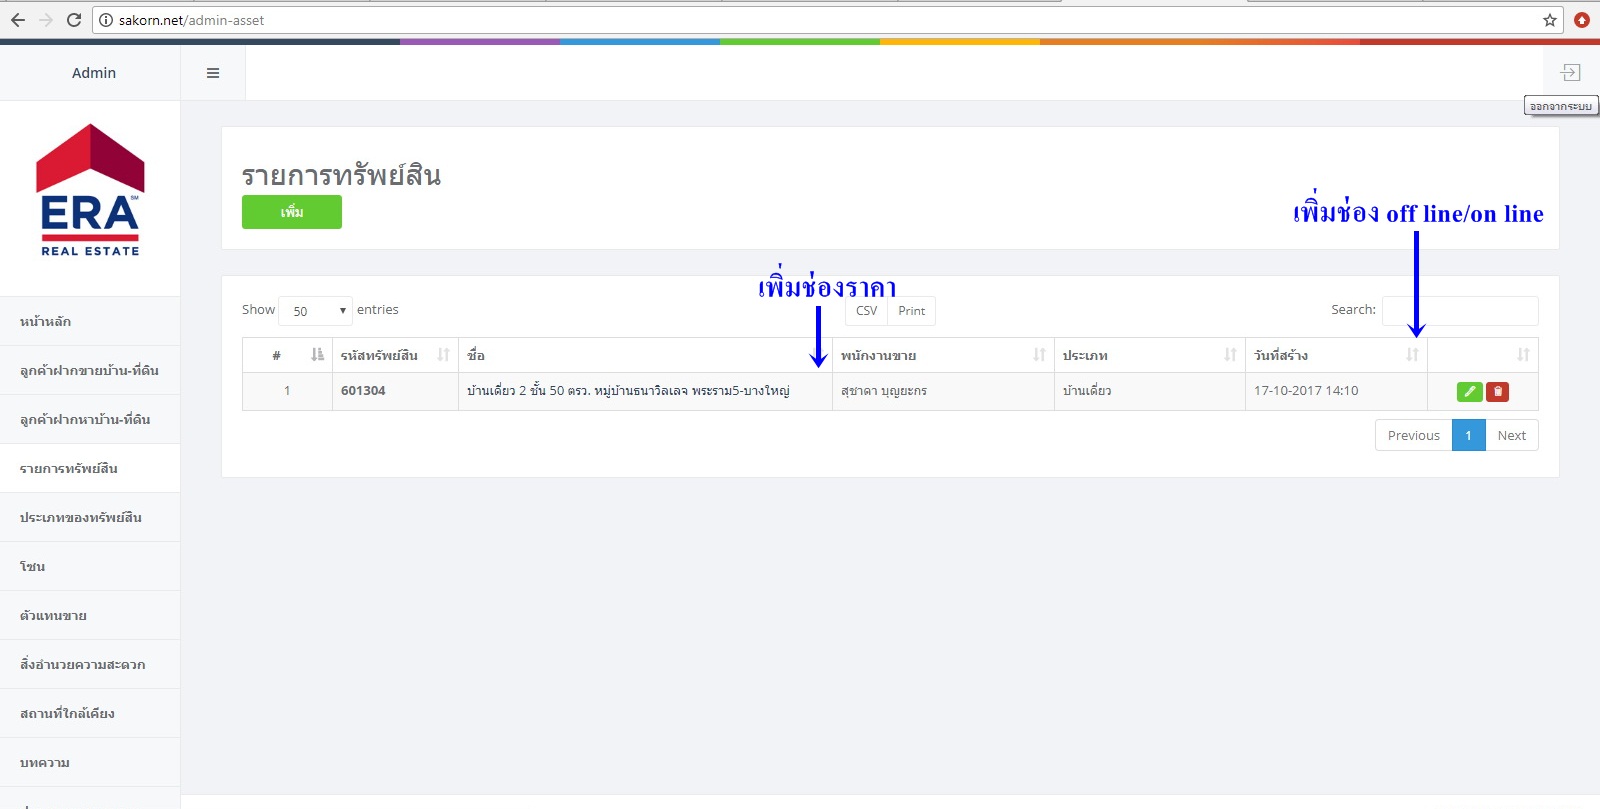 sakorn.net/admin-asset
Admin
ออกจากระบบ
ERA SM
REAL ESTATE
รายการทรัพย์สิน
เพิ่ม
เพิ่มช่อง off line/on line
เพิ่มช่องราคา
Show 50 entries
CSV Print
Search:
# รหัสทรัพย์สิน ชื่อ พนักงานขาย ประเภท วันที่สร้าง
1 601304 บ้านเดี่ยว 2 ชั้น 50 ตรว. หมู่บ้านธนาวิลเลจ พระราม5-บางใหญ่ สุชาดา บุญยะกร บ้านเดี่ยว 17-10-2017 14:10
Previous 1 Next
หน้าหลัก
ลูกค้าฝากขายบ้าน-ที่ดิน
ลูกค้าฝากหาบ้าน-ที่ดิน
รายการทรัพย์สิน
ประเภทของทรัพย์สิน
โซน
ตัวแทนขาย
สิ่งอำนวยความสะดวก
สถานที่ใกล้เคียง
บทความ